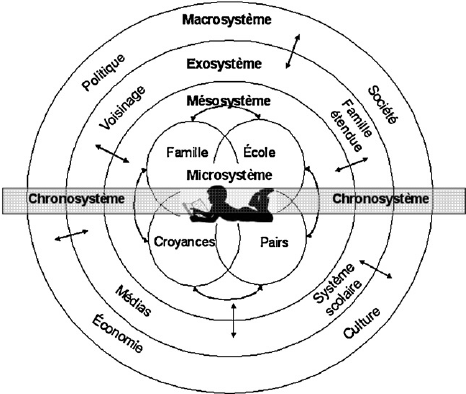 Macrosystème
Politique
Société
Exosystème
Voisinage
Famille
étendue
Mésosystème
Famille
École
Microsystème
Chronosystème
Chronosystème
Croyances
Pairs
Médias
Système
scolaire
Économie
Culture